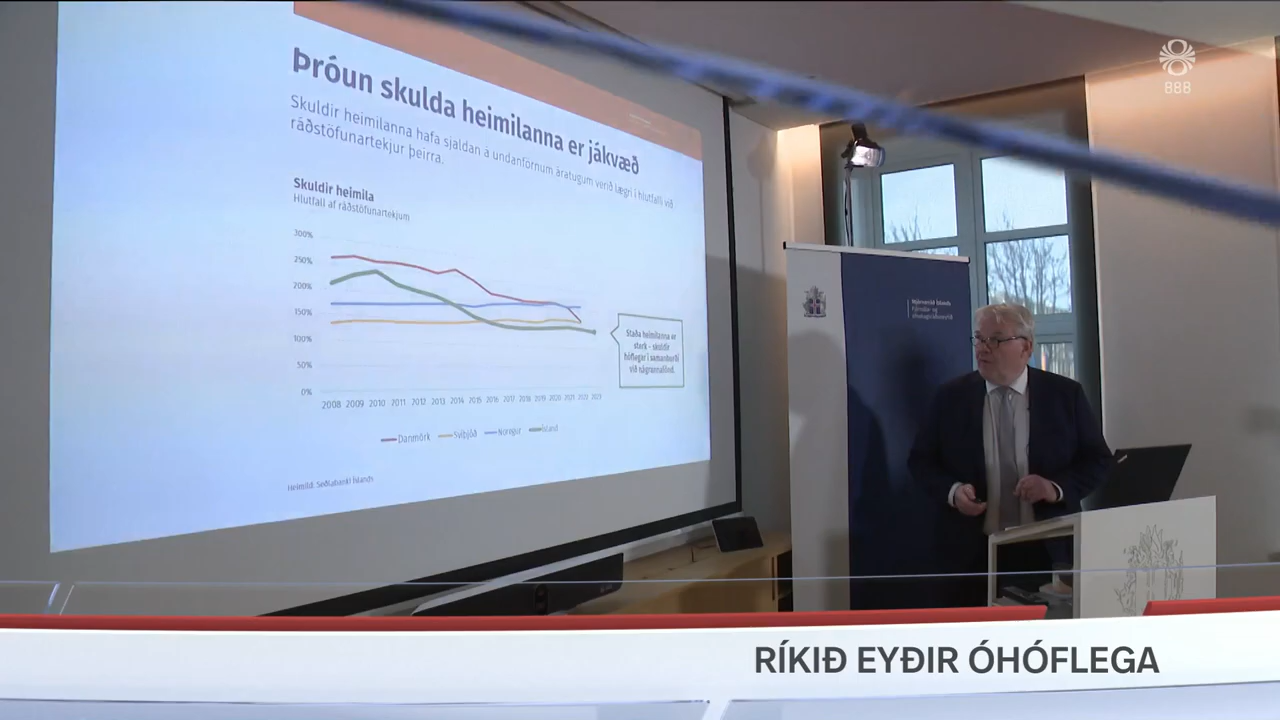 888
Þróun skulda heimilanna er jákvæð
Skuldir heimilanna hafa sjaldan á undanförnum áratugum verið lægri í hlutfalli við
ráðstöfunartekjur þeirra.
Skuldir heimila
Hlutfall af ráðstöfunartekjum
300%
250%
200%
150%
100%
50%
0%
2008 2009 2010 2011 2012 2013 2014 2015 2016 2017 2018 2019 2020 2021 2022 2023
Danmörk Svíþjóð Noregur Ísland
Staða heimilanna er
sterk – skuldir
hóflegar í samanburði
við nágrannalönd.
Heimild: Seðlabanki Íslands
Stjórnarráð Íslands
Fjármála- og
efnahagsráðuneytið
RÍKIÐ EYÐIR ÓHÓFLEGA